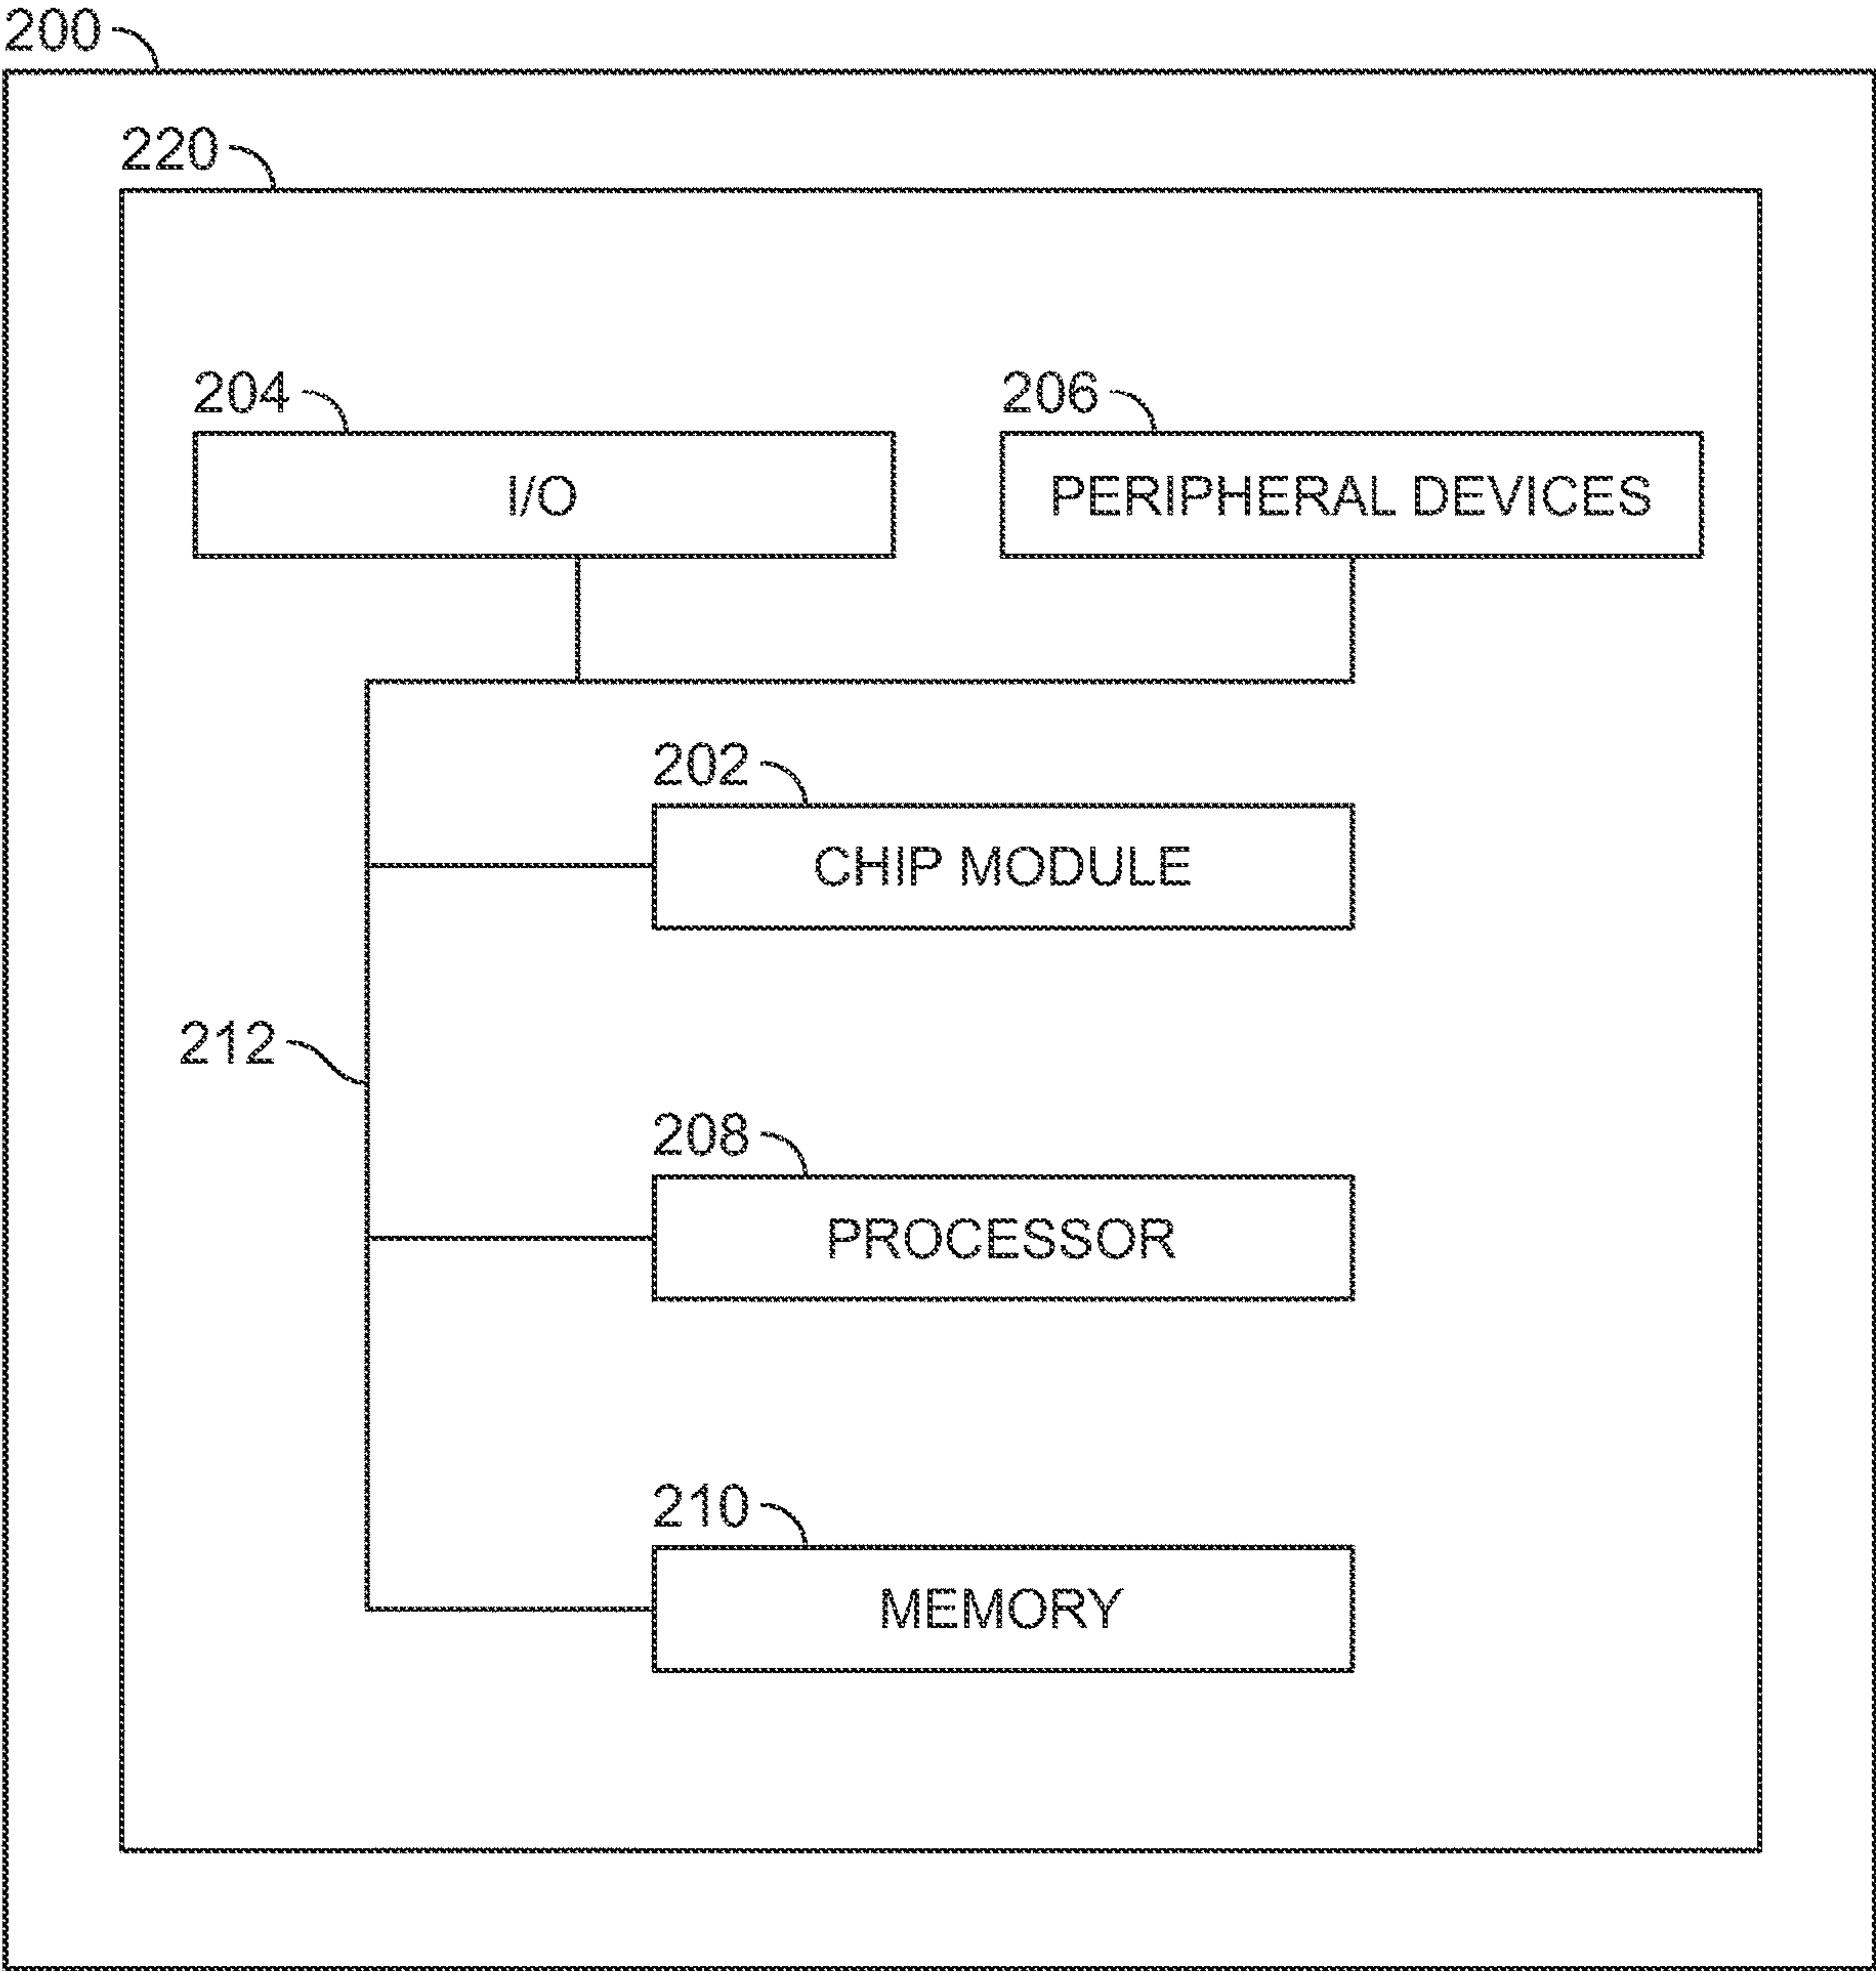 200
220
204
206
I/O
PERIPHERAL DEVICES
202
CHIP MODULE
212
208
PROCESSOR
210
MEMORY